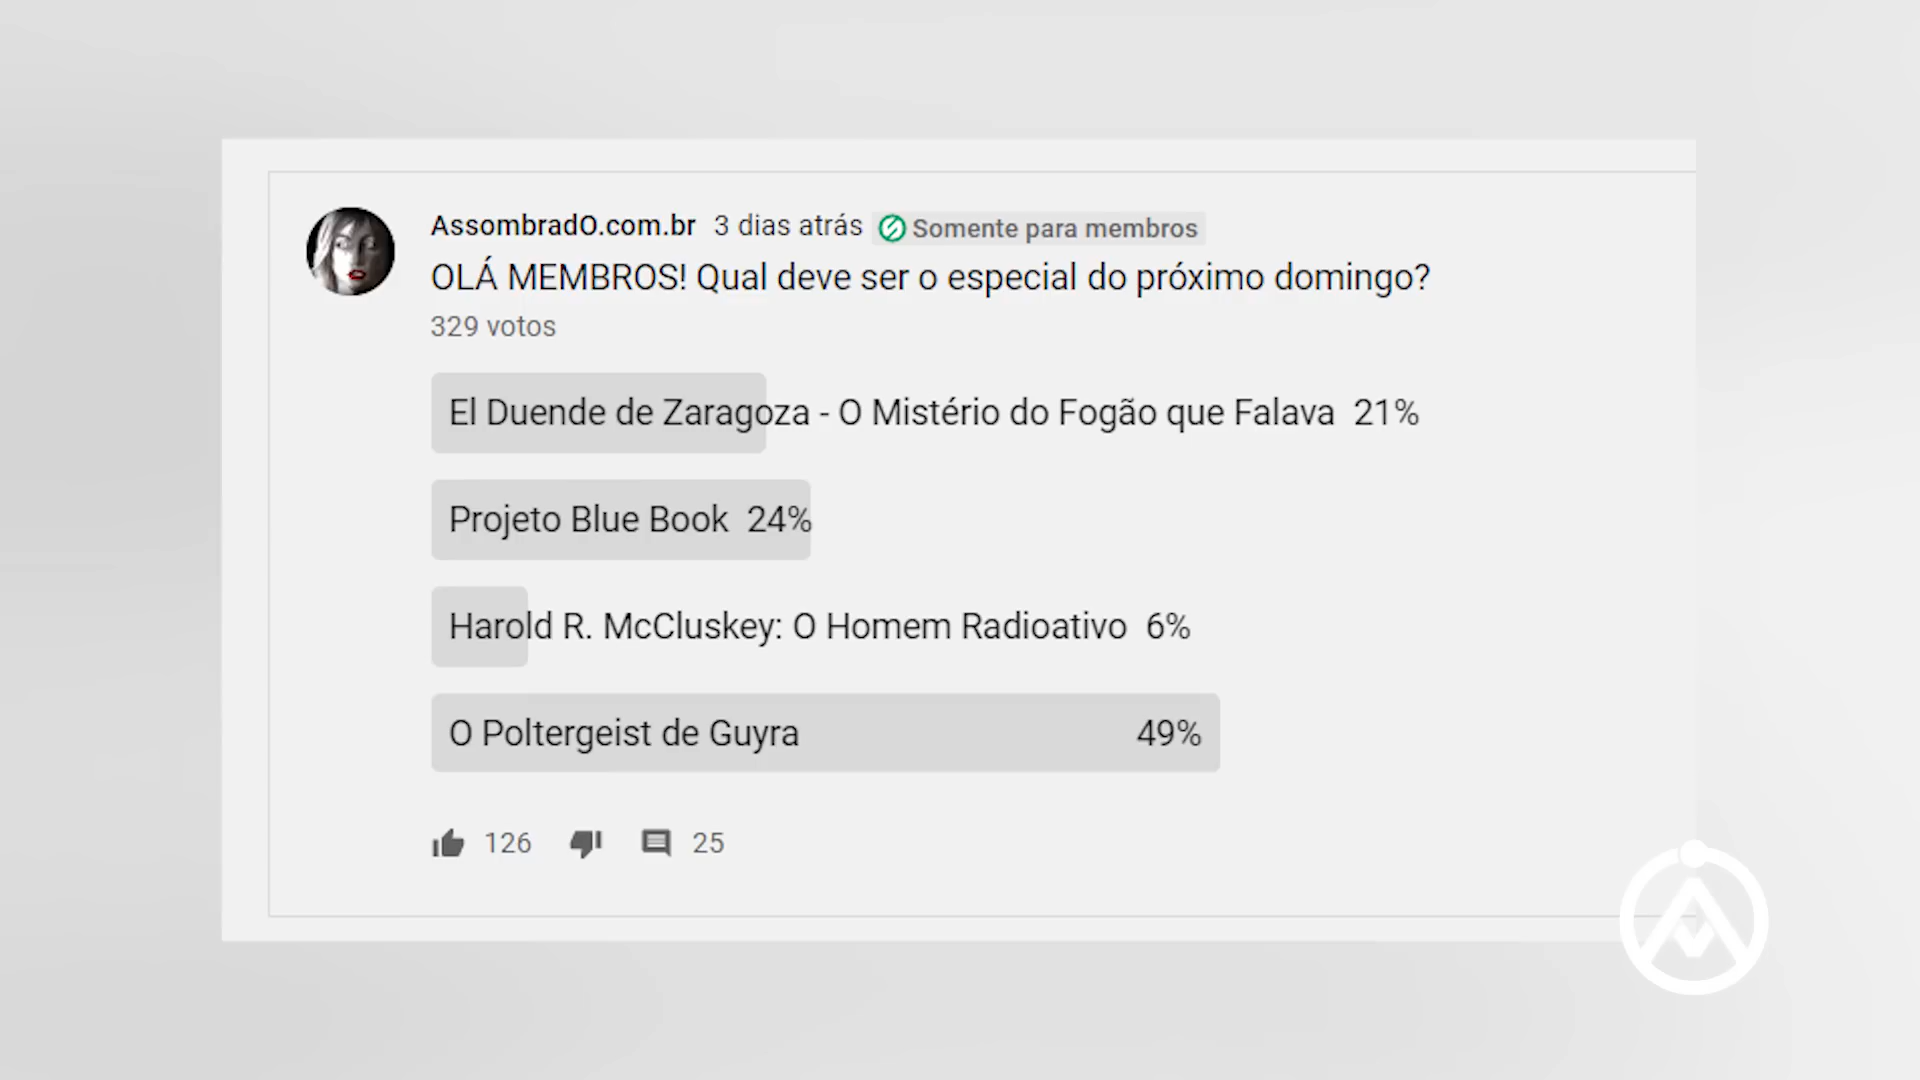 AssombradO.com.br 3 dias atrás Somente para membros
OLÁ MEMBROS! Qual deve ser o especial do próximo domingo?
329 votos
El Duende de Zaragoza - O Mistério do Fogão que Falava 21%
Projeto Blue Book 24%
Harold R. McCluskey: O Homem Radioativo 6%
O Poltergeist de Guyra 49%
126 25